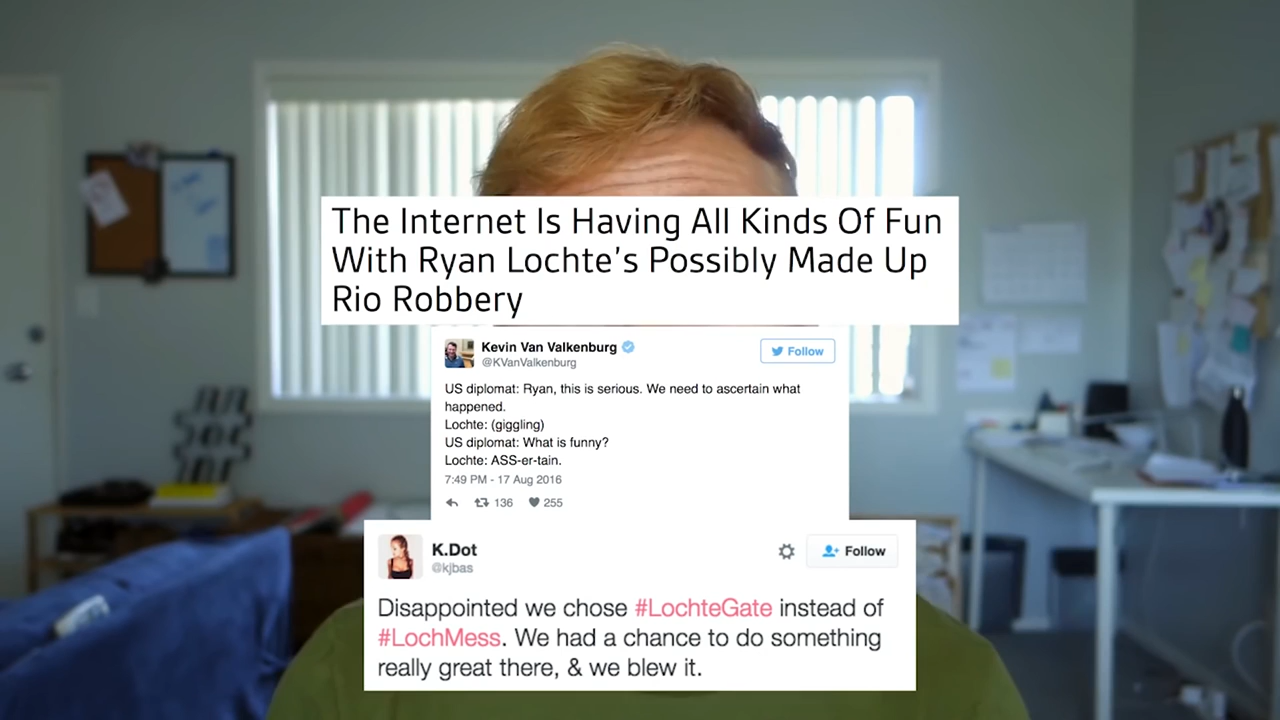 The Internet Is Having All Kinds Of Fun
With Ryan Lochte's Possibly Made Up
Rio Robbery
Kevin Van Valkenburg
@KVanValkenburg
Follow
US diplomat: Ryan, this is serious. We need to ascertain what
happened.
Lochte: (giggling)
US diplomat: What is funny?
Lochte: ASS-er-tain.
7:49 PM - 17 Aug 2016
136 255
K.Dot
@kjbas
Follow
Disappointed we chose #LochteGate instead of
#LochMess. We had a chance to do something
really great there, & we blew it.